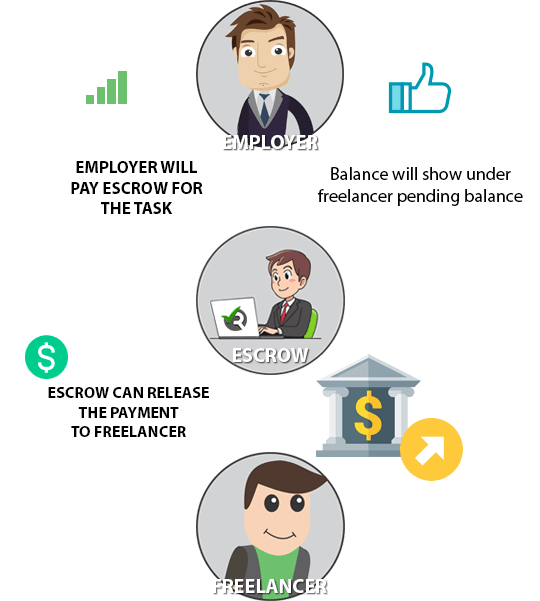 EMPLOYER
EMPLOYER WILL
PAY ESCROW FOR
THE TASK
Balance will show under
freelancer pending balance
ESCROW
$
ESCROW CAN RELEASE
THE PAYMENT
TO FREELANCER
$
FREELANCER